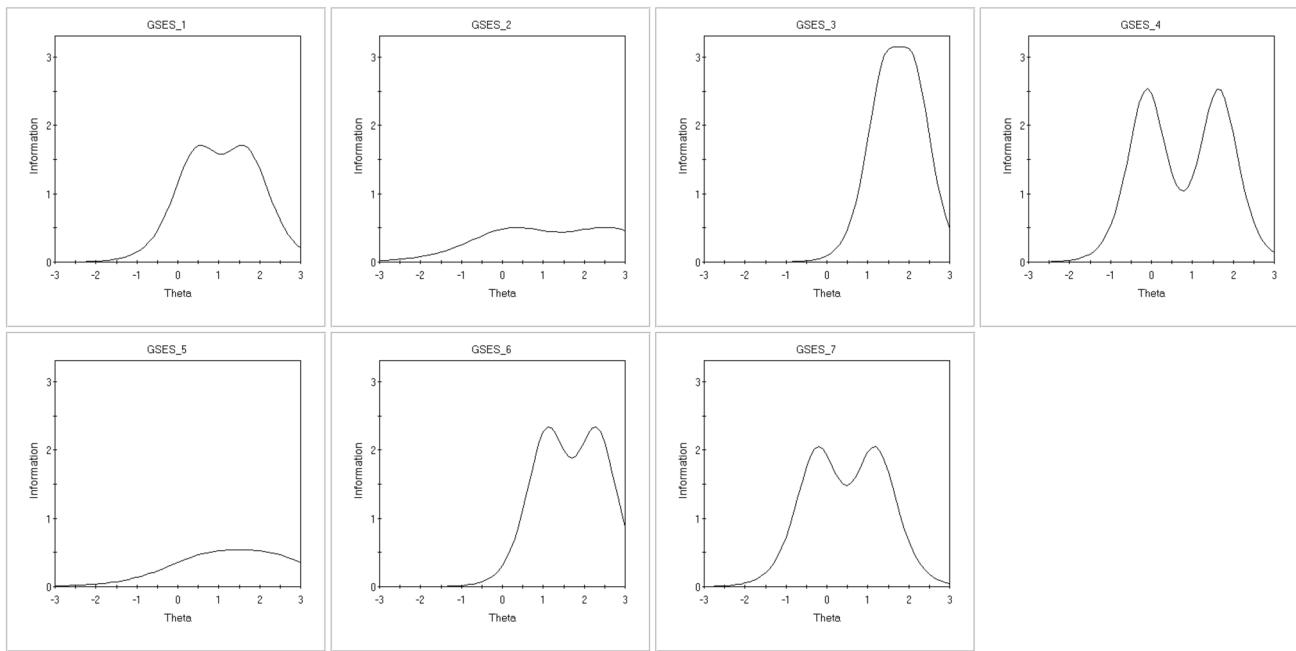 GSES_1
3
2
1
0
Information
-3 -2 -1 0 1 2 3
Theta
GSES_2
3
2
1
0
Information
-3 -2 -1 0 1 2 3
Theta
GSES_3
3
2
1
0
Information
-3 -2 -1 0 1 2 3
Theta
GSES_4
3
2
1
0
Information
-3 -2 -1 0 1 2 3
Theta
GSES_5
3
2
1
0
Information
-3 -2 -1 0 1 2 3
Theta
GSES_6
3
2
1
0
Information
-3 -2 -1 0 1 2 3
Theta
GSES_7
3
2
1
0
Information
-3 -2 -1 0 1 2 3
Theta